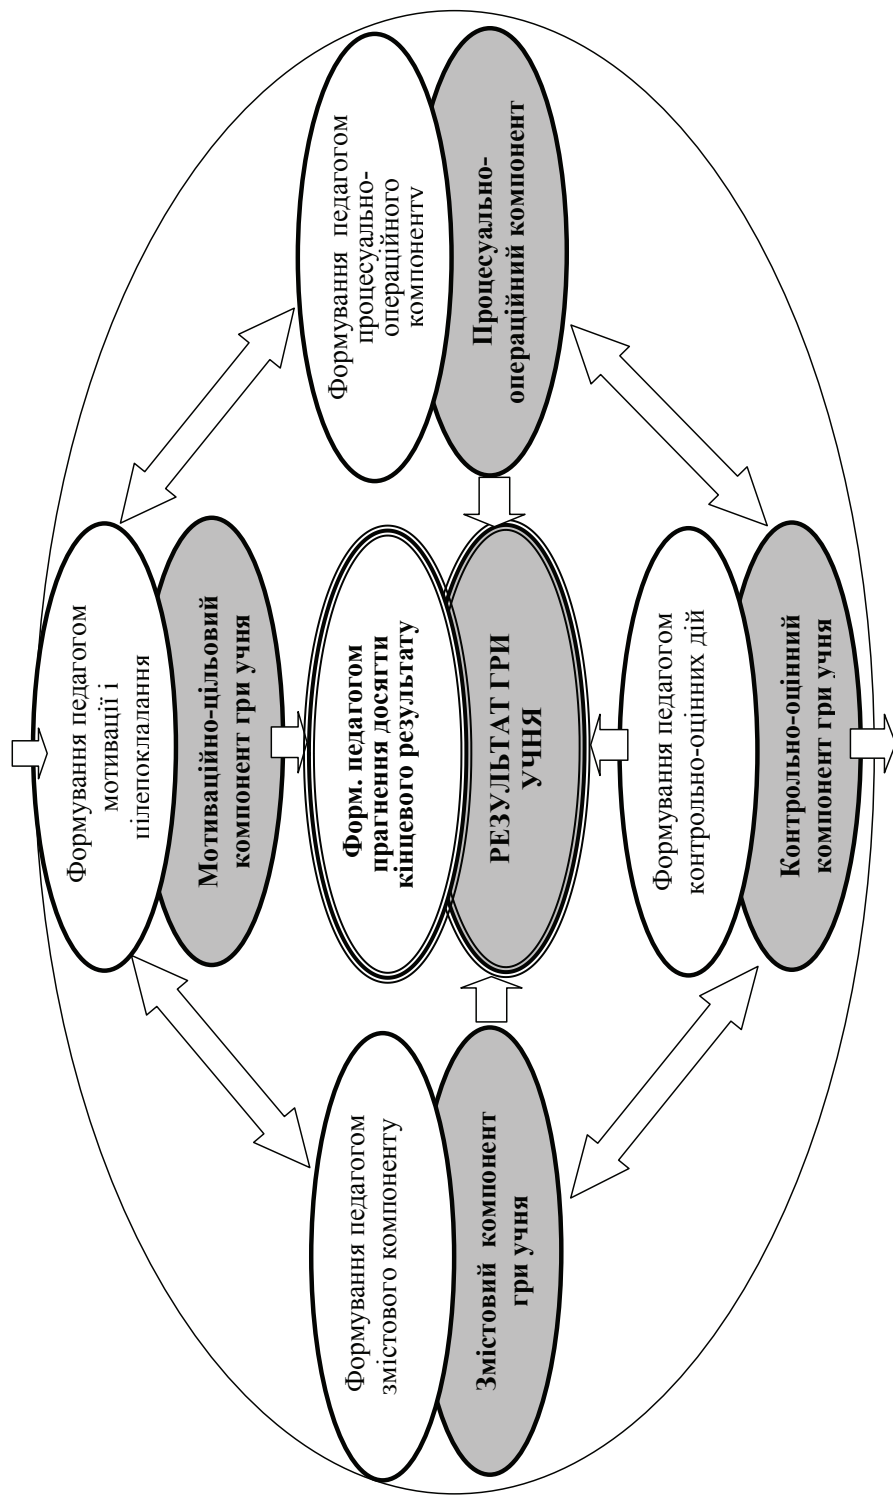 Формування педагогом
мотивації і
цілепокладання
Мотиваційно-цільовий
компонент гри учня
Формування педагогом
змістового компоненту
Змістовий компонент
гри учня
Форм. педагогом
прагнення досягти
кінцевого результату
РЕЗУЛЬТАТ ГРИ
УЧНЯ
Формування педагогом
процесуально-
операційного
компоненту
Процесуально-
операційний компонент
Формування педагогом
контрольно-оцінних дій
Контрольно-оцінний
компонент гри учня